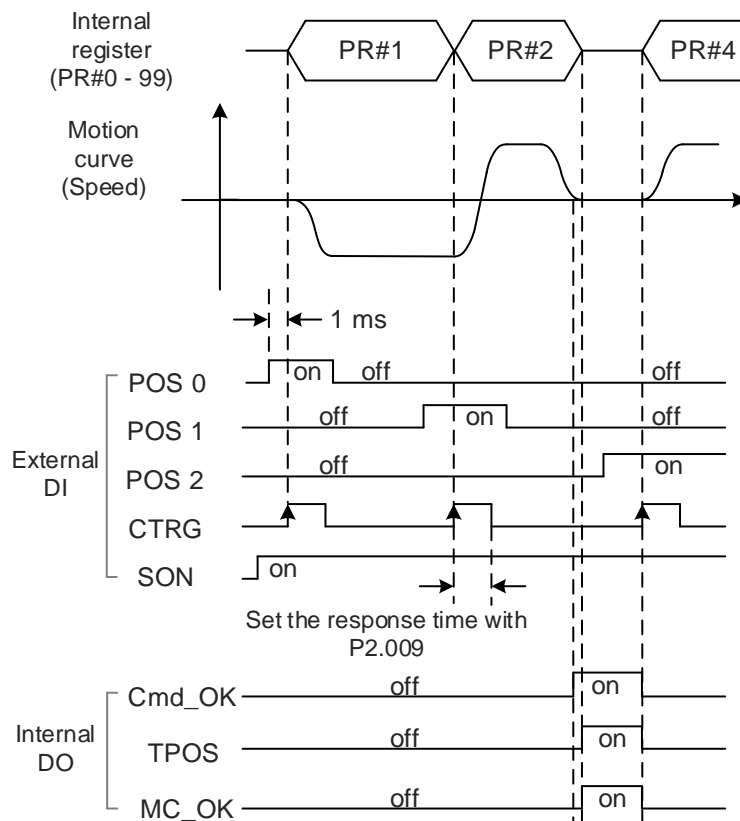 Internal
register
(PR#0 - 99)
PR#1
PR#2
PR#4
Motion
curve
(Speed)
1 ms
POS 0
on
off
off
POS 1
off
on
off
External
DI
POS 2
off
on
CTRG
SON
on
Set the response time with
P2.009
Internal
DO
Cmd_OK
off
on
TPOS
off
on
MC_OK
off
on